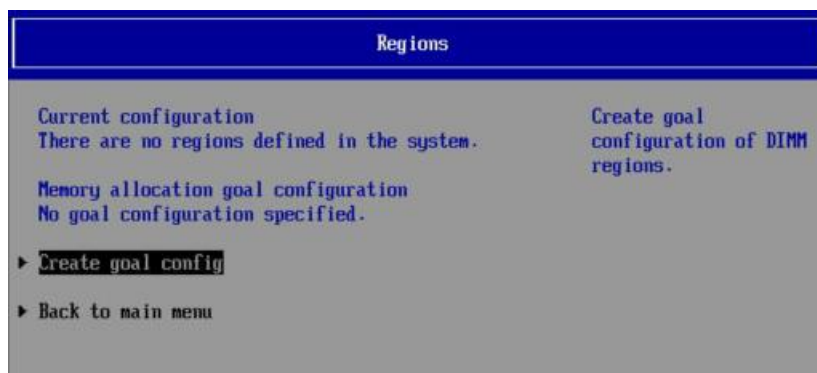 Regions
Current configuration
There are no regions defined in the system.
Memory allocation goal configuration
No goal configuration specified.
Create goal config
Back to main menu
Create goal
configuration of DIMM
regions.